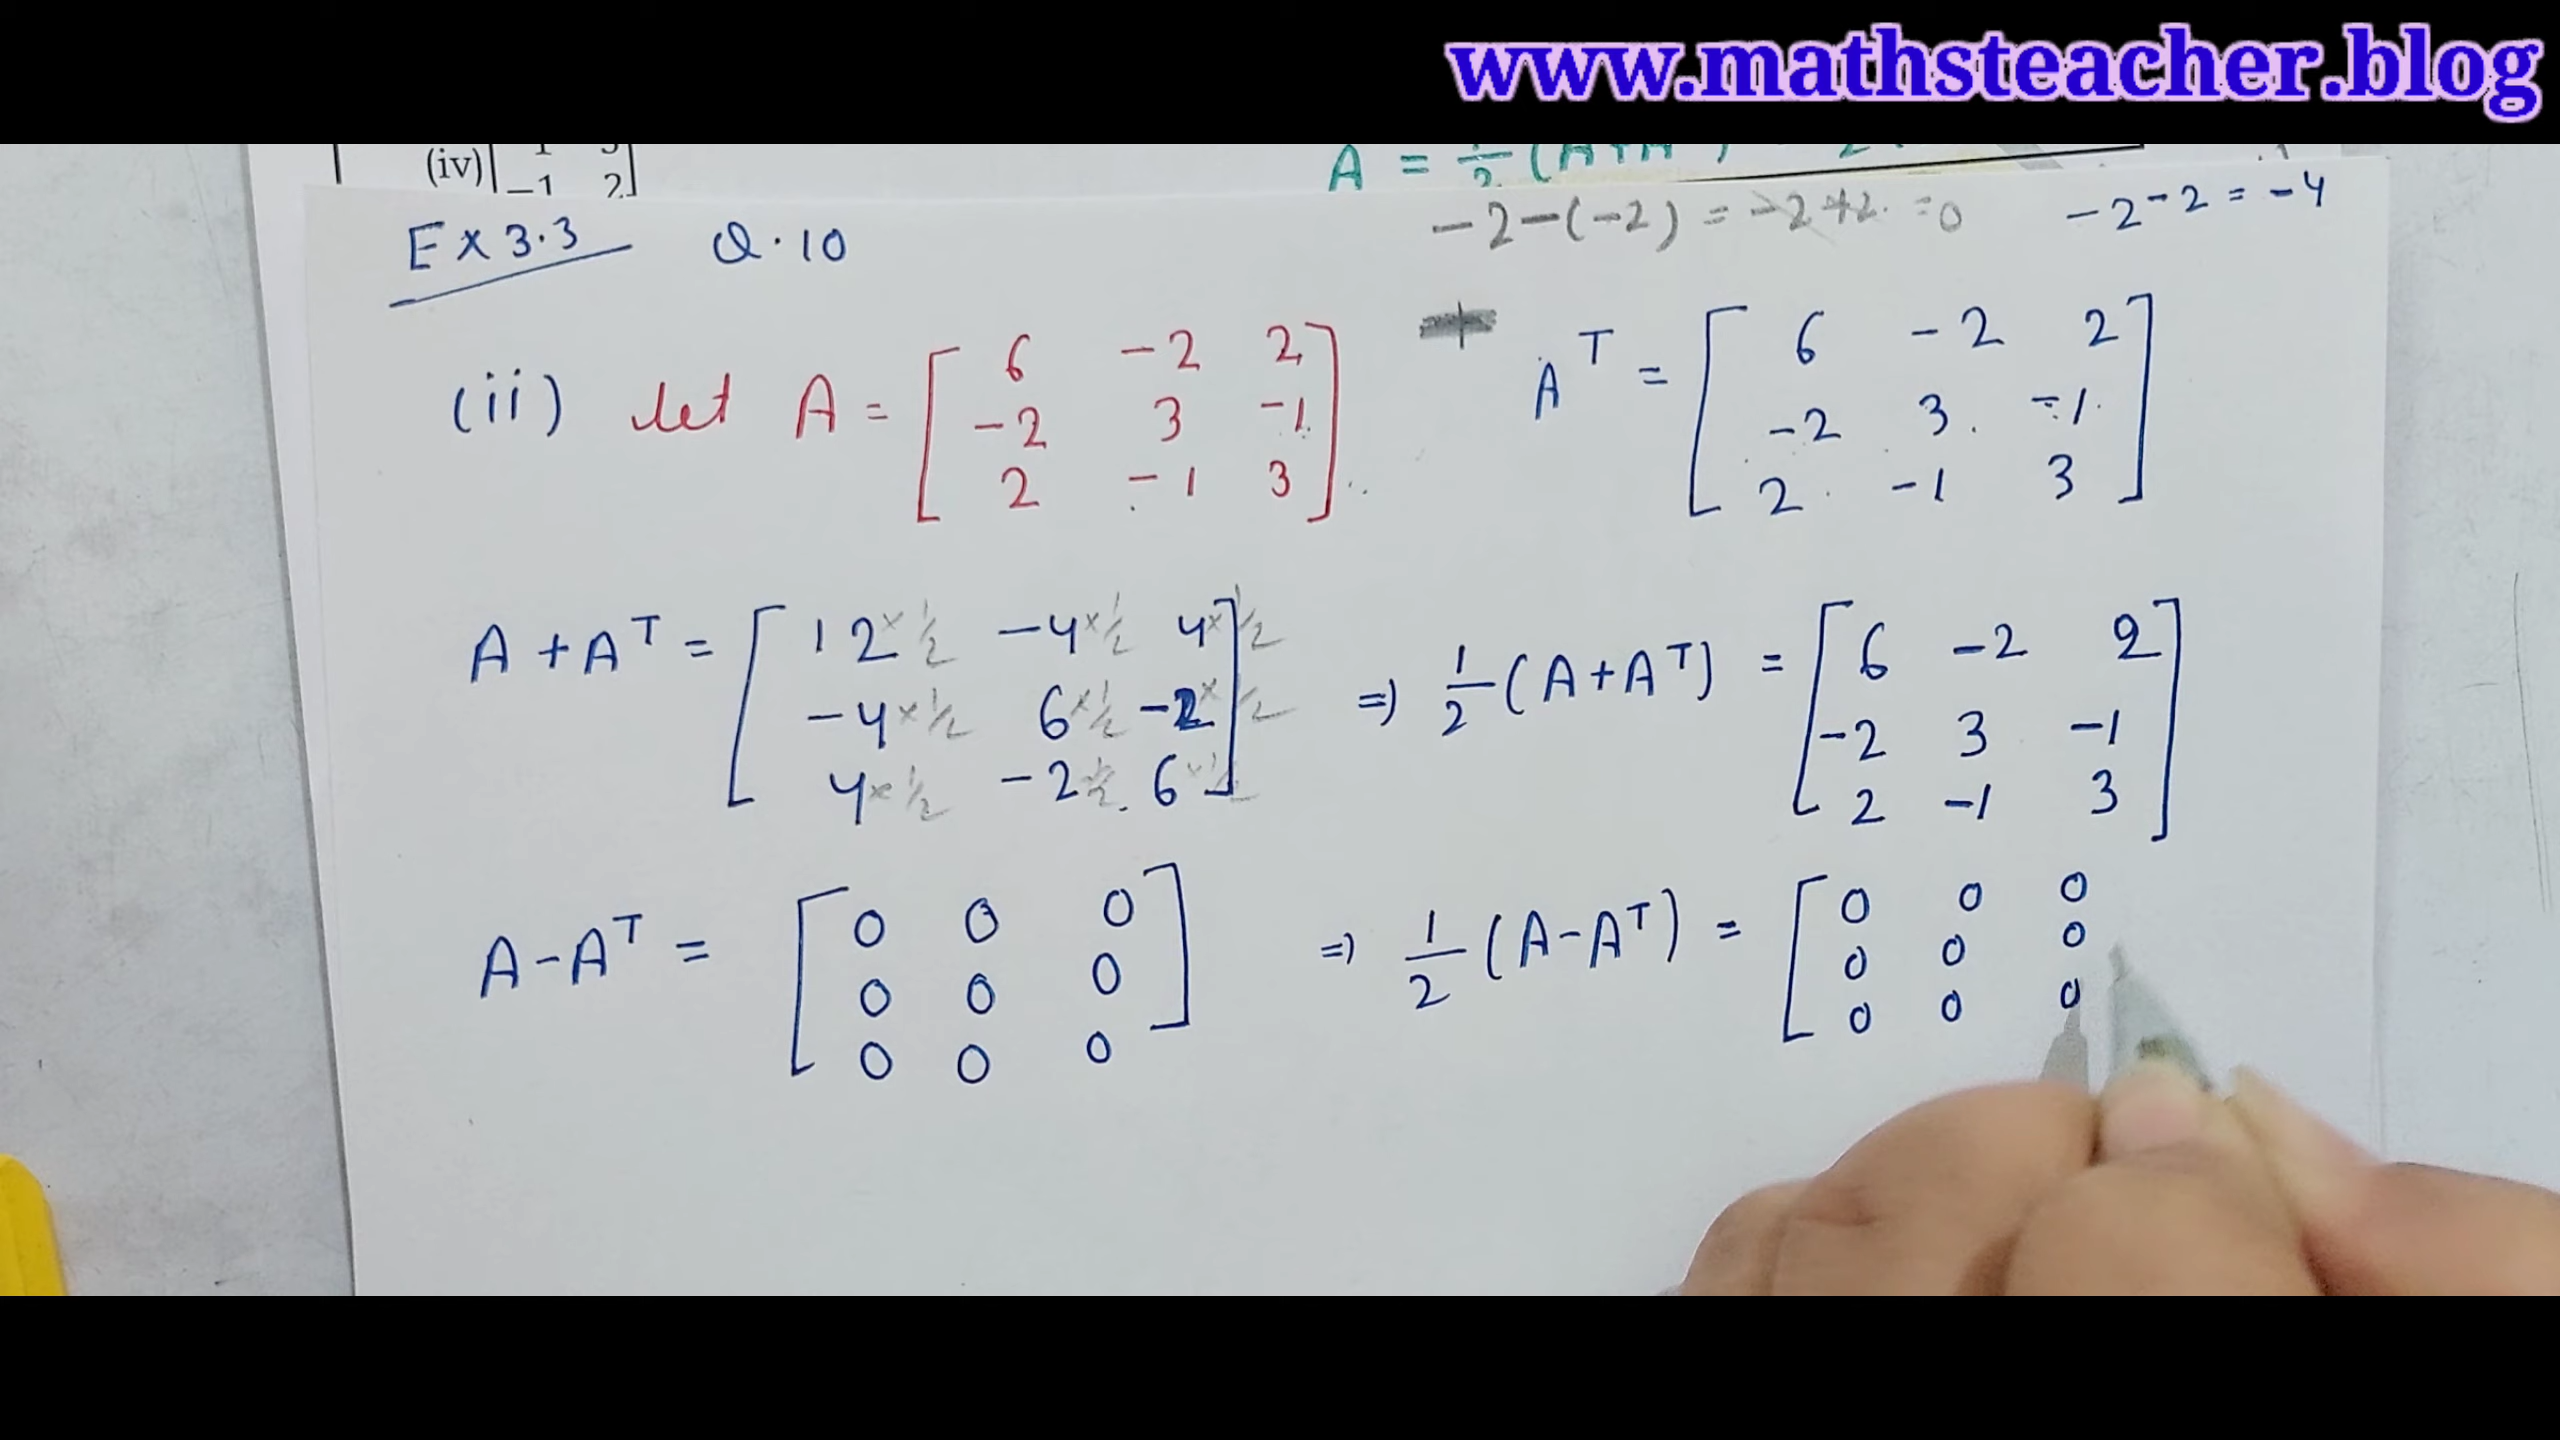 www.mathsteacher.blog
(iv) [ 1 5
-1 2 ]
A = 1/2 (A+A
-2-(-2) = -2+2 = 0 -2-2 = -4
Ex 3.3 Q.10
(ii) let A = [ 6 -2 2
-2 3 -1
2 -1 3 ]
A^T = [ 6 -2 2
-2 3 -1
2 -1 3 ]
A+A^T = [ 12×1/2 -4×1/2 4×1/2
-4×1/2 6×1/2 -2×1/2
4×1/2 -2×1/2 6×1/2 ]
⇒ 1/2 (A+A^T) = [ 6 -2 2
-2 3 -1
2 -1 3 ]
A-A^T = [ 0 0 0
0 0 0
0 0 0 ]
⇒ 1/2 (A-A^T) = [ 0 0 0
0 0 0
0 0 0